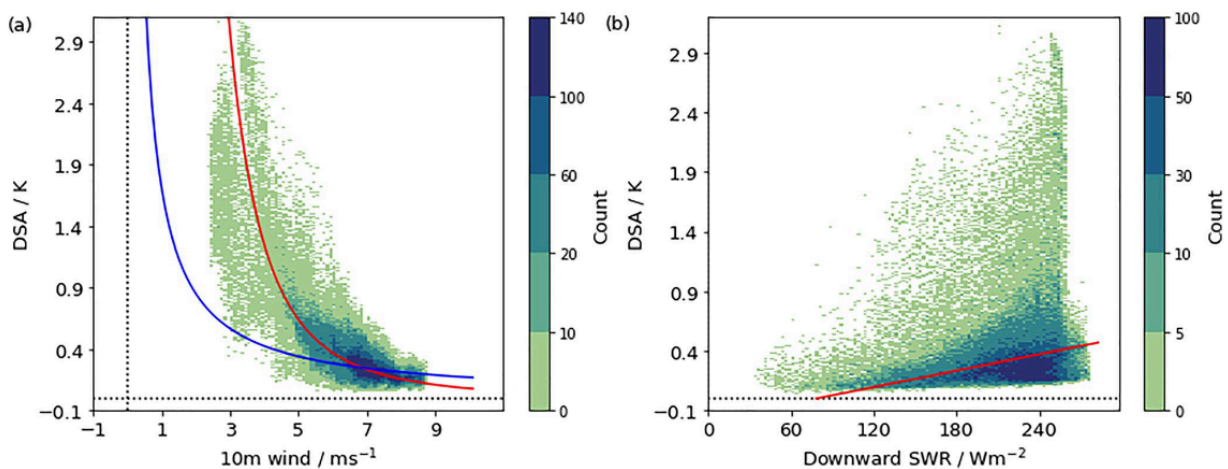 (a)
DSA / K
2.9
2.4
1.9
1.4
0.9
0.4
−0.1
−1 1 3 5 7 9
10m wind / ms⁻¹
140
100
60
20
10
0
Count
(b)
DSA / K
2.9
2.4
1.9
1.4
0.9
0.4
−0.1
0 60 120 180 240
Downward SWR / Wm⁻²
100
50
30
10
5
0
Count